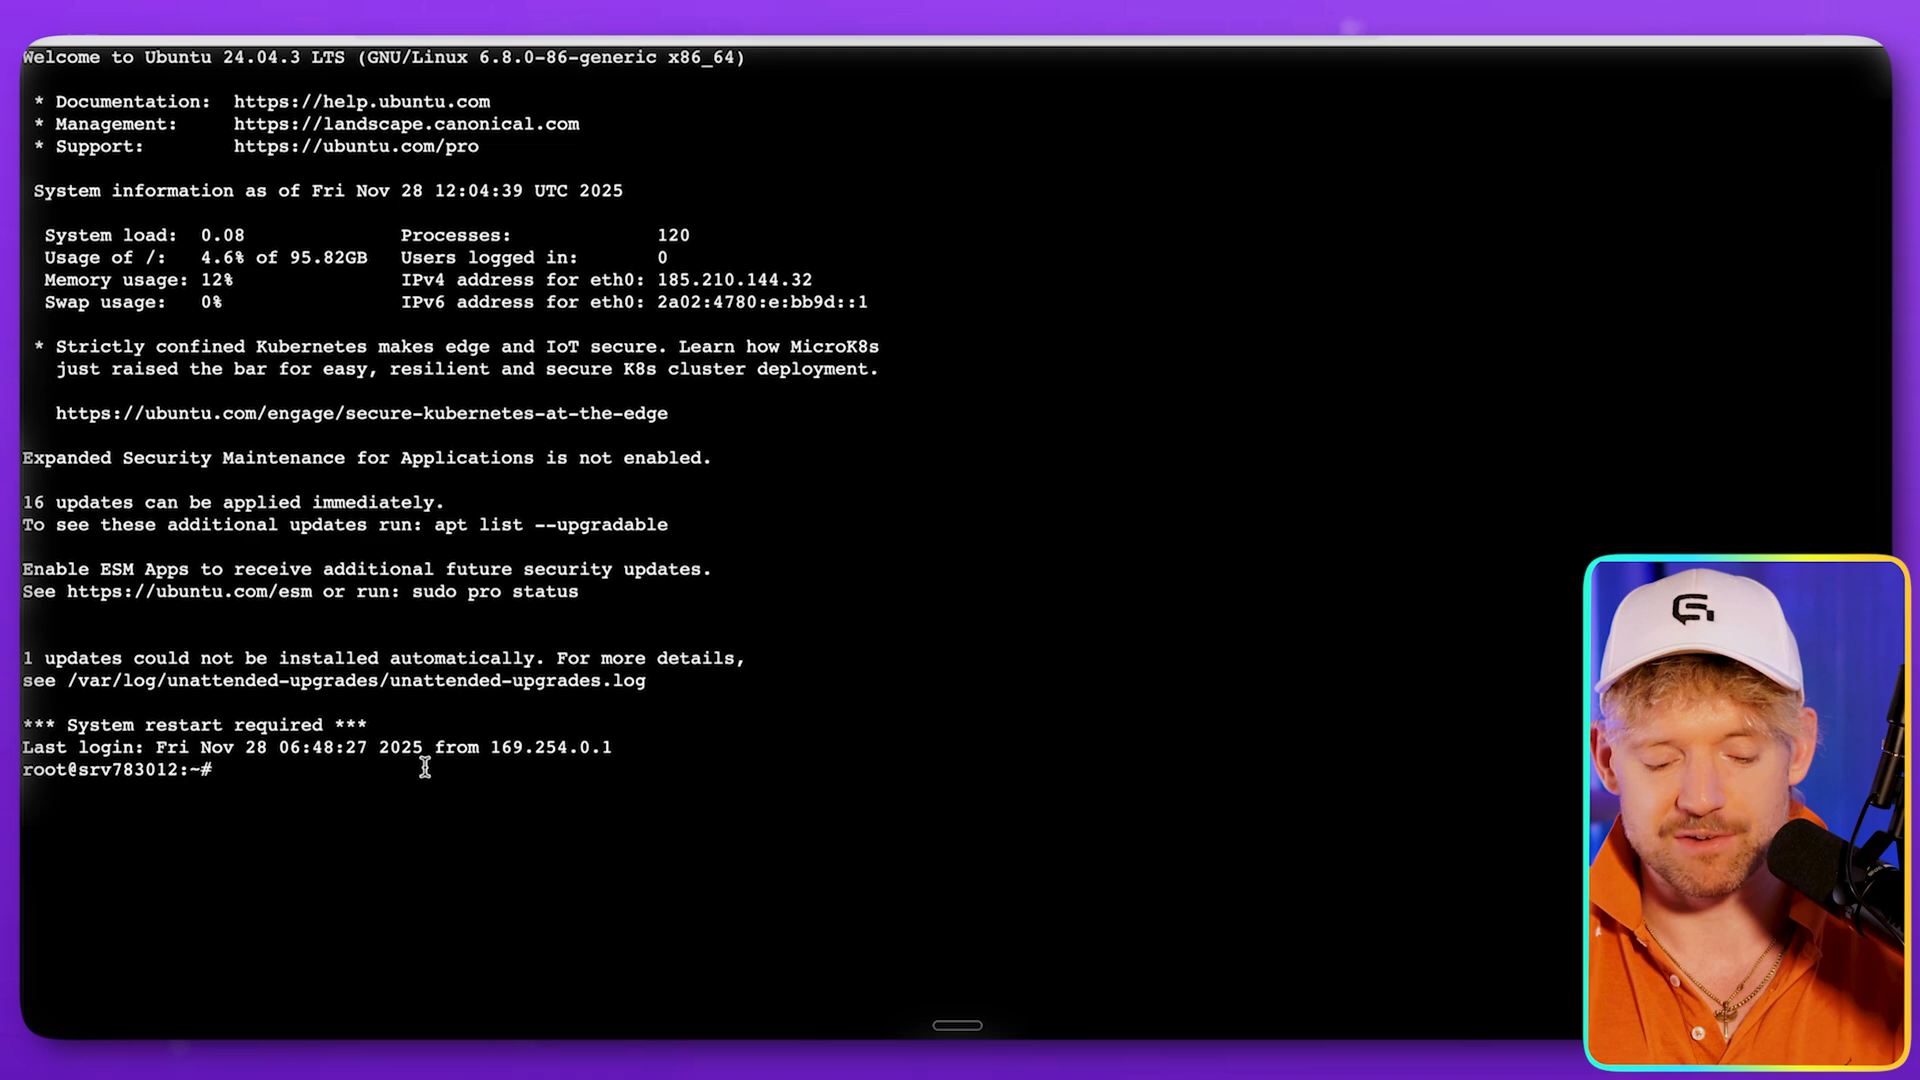 Welcome to Ubuntu 24.04.3 LTS (GNU/Linux 6.8.0-86-generic x86_64)
* Documentation: https://help.ubuntu.com
* Management: https://landscape.canonical.com
* Support: https://ubuntu.com/pro
System information as of Fri Nov 28 12:04:39 UTC 2025
System load: 0.08 Processes: 120
Usage of /: 4.6% of 95.82GB Users logged in: 0
Memory usage: 12% IPv4 address for eth0: 185.210.144.32
Swap usage: 0% IPv6 address for eth0: 2a02:4780:e:bb9d::1
* Strictly confined Kubernetes makes edge and IoT secure. Learn how MicroK8s
just raised the bar for easy, resilient and secure K8s cluster deployment.
https://ubuntu.com/engage/secure-kubernetes-at-the-edge
Expanded Security Maintenance for Applications is not enabled.
16 updates can be applied immediately.
To see these additional updates run: apt list --upgradable
Enable ESM Apps to receive additional future security updates.
See https://ubuntu.com/esm or run: sudo pro status
1 updates could not be installed automatically. For more details,
see /var/log/unattended-upgrades/unattended-upgrades.log
*** System restart required ***
Last login: Fri Nov 28 06:48:27 2025 from 169.254.0.1
root@srv783012:~#